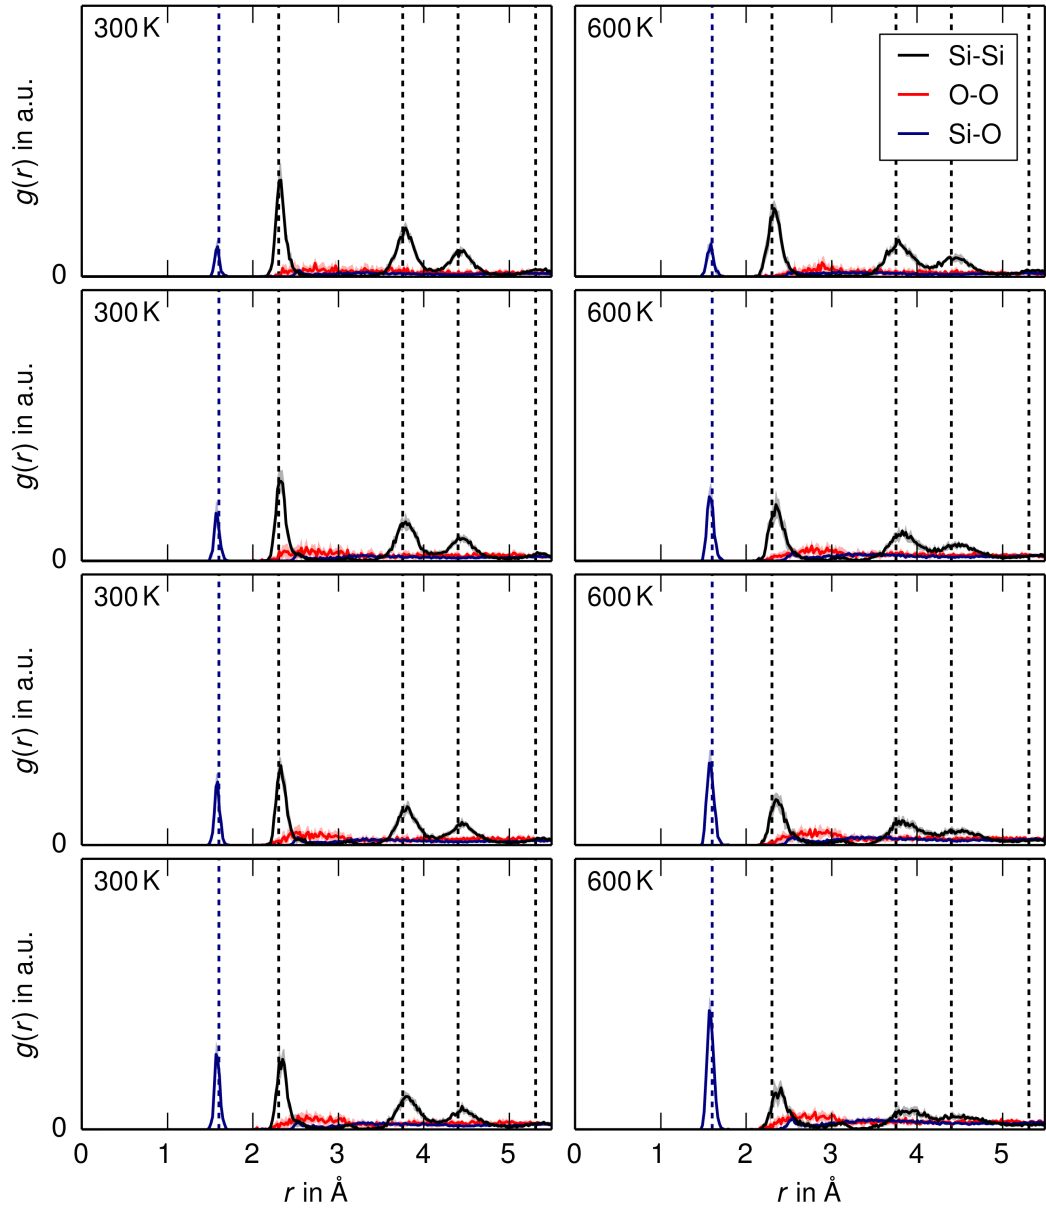 300 K
600 K
Si-Si
O-O
Si-O
g(r) in a.u.
0
300 K
600 K
g(r) in a.u.
0
300 K
600 K
g(r) in a.u.
0
300 K
600 K
g(r) in a.u.
0
0 1 2 3 4 5 0 1 2 3 4 5
r in Å r in Å